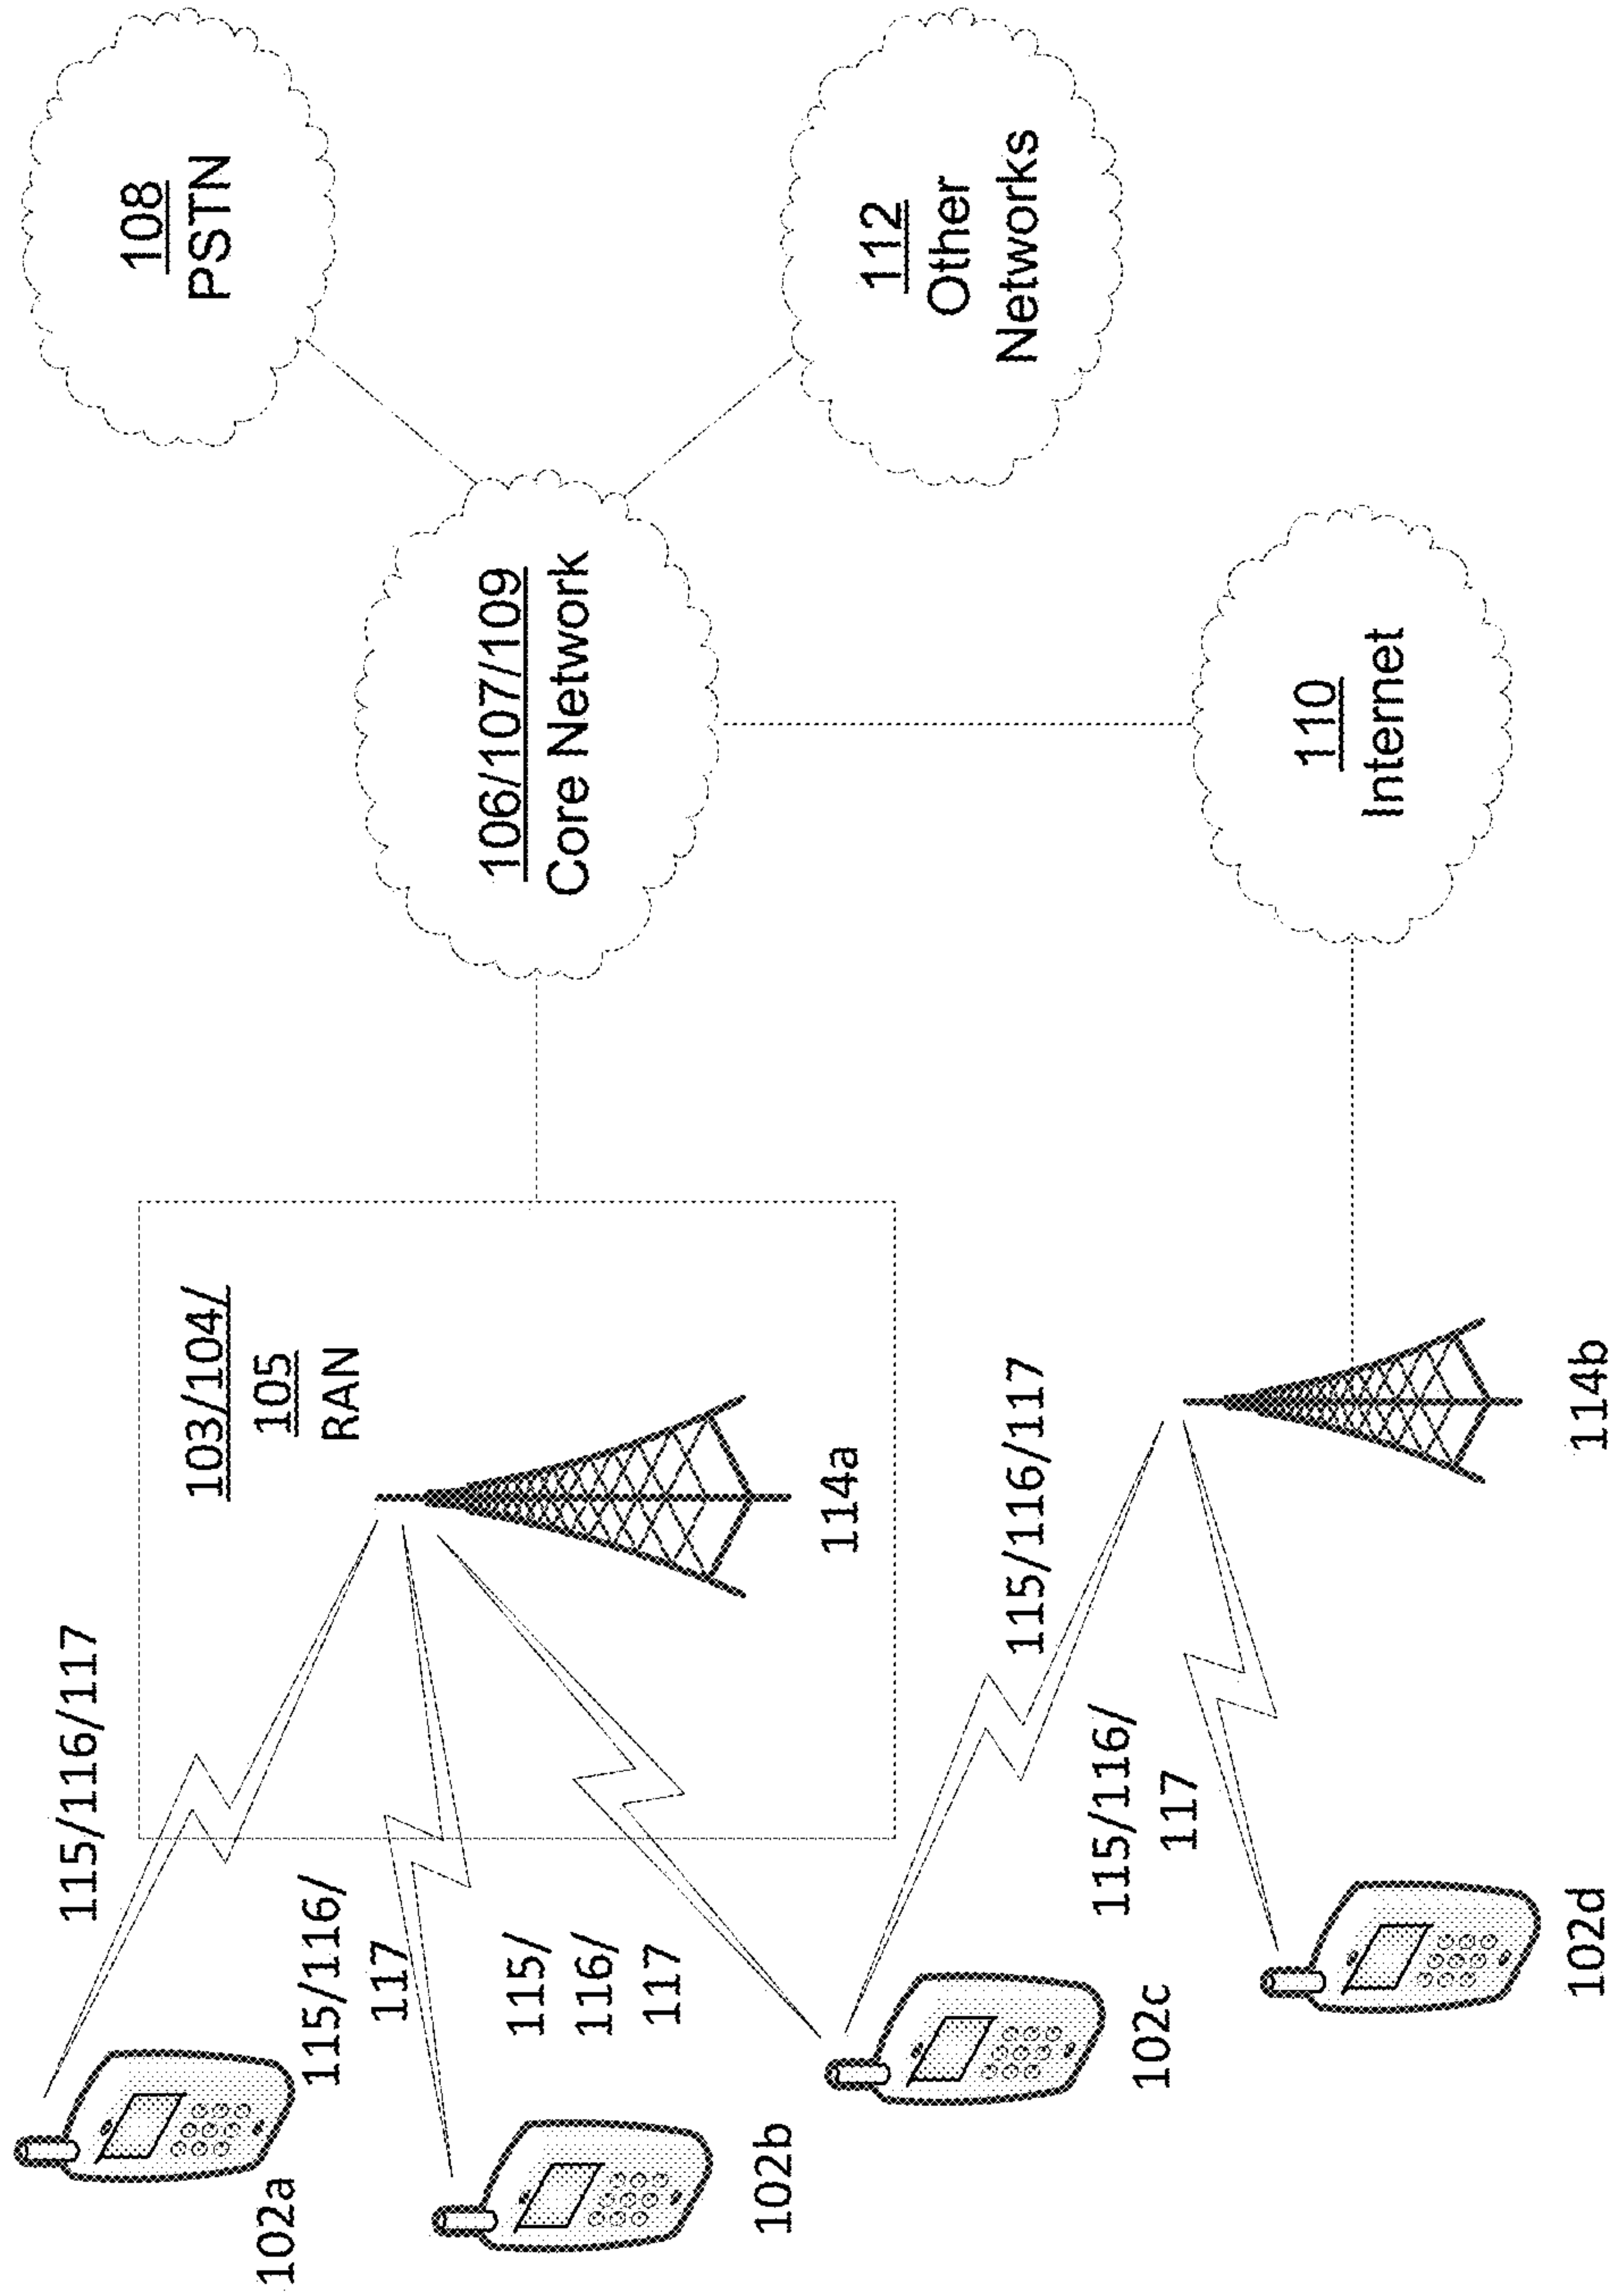 102a
115/116/117
103/104/
105
RAN
108
PSTN
115/116/
117
102b
115/
116/
117
114a
106/107/109
Core Network
112
Other
Networks
102c
115/116/117
115/116/
117
102d
114b
110
Internet